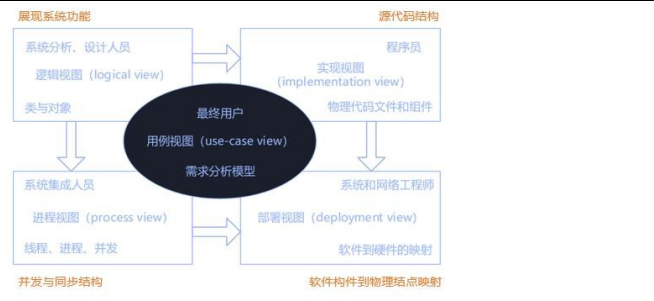 展现系统功能
源代码结构
系统分析、设计人员
逻辑视图（logical view）
类与对象
程序员
实现视图
（implementation view）
物理代码文件和组件
最终用户
用例视图（use-case view）
需求分析模型
系统集成人员
进程视图（process view）
线程、进程、并发
系统和网络工程师
部署视图（deployment view）
软件到硬件的映射
并发与同步结构
软件构件到物理结点映射